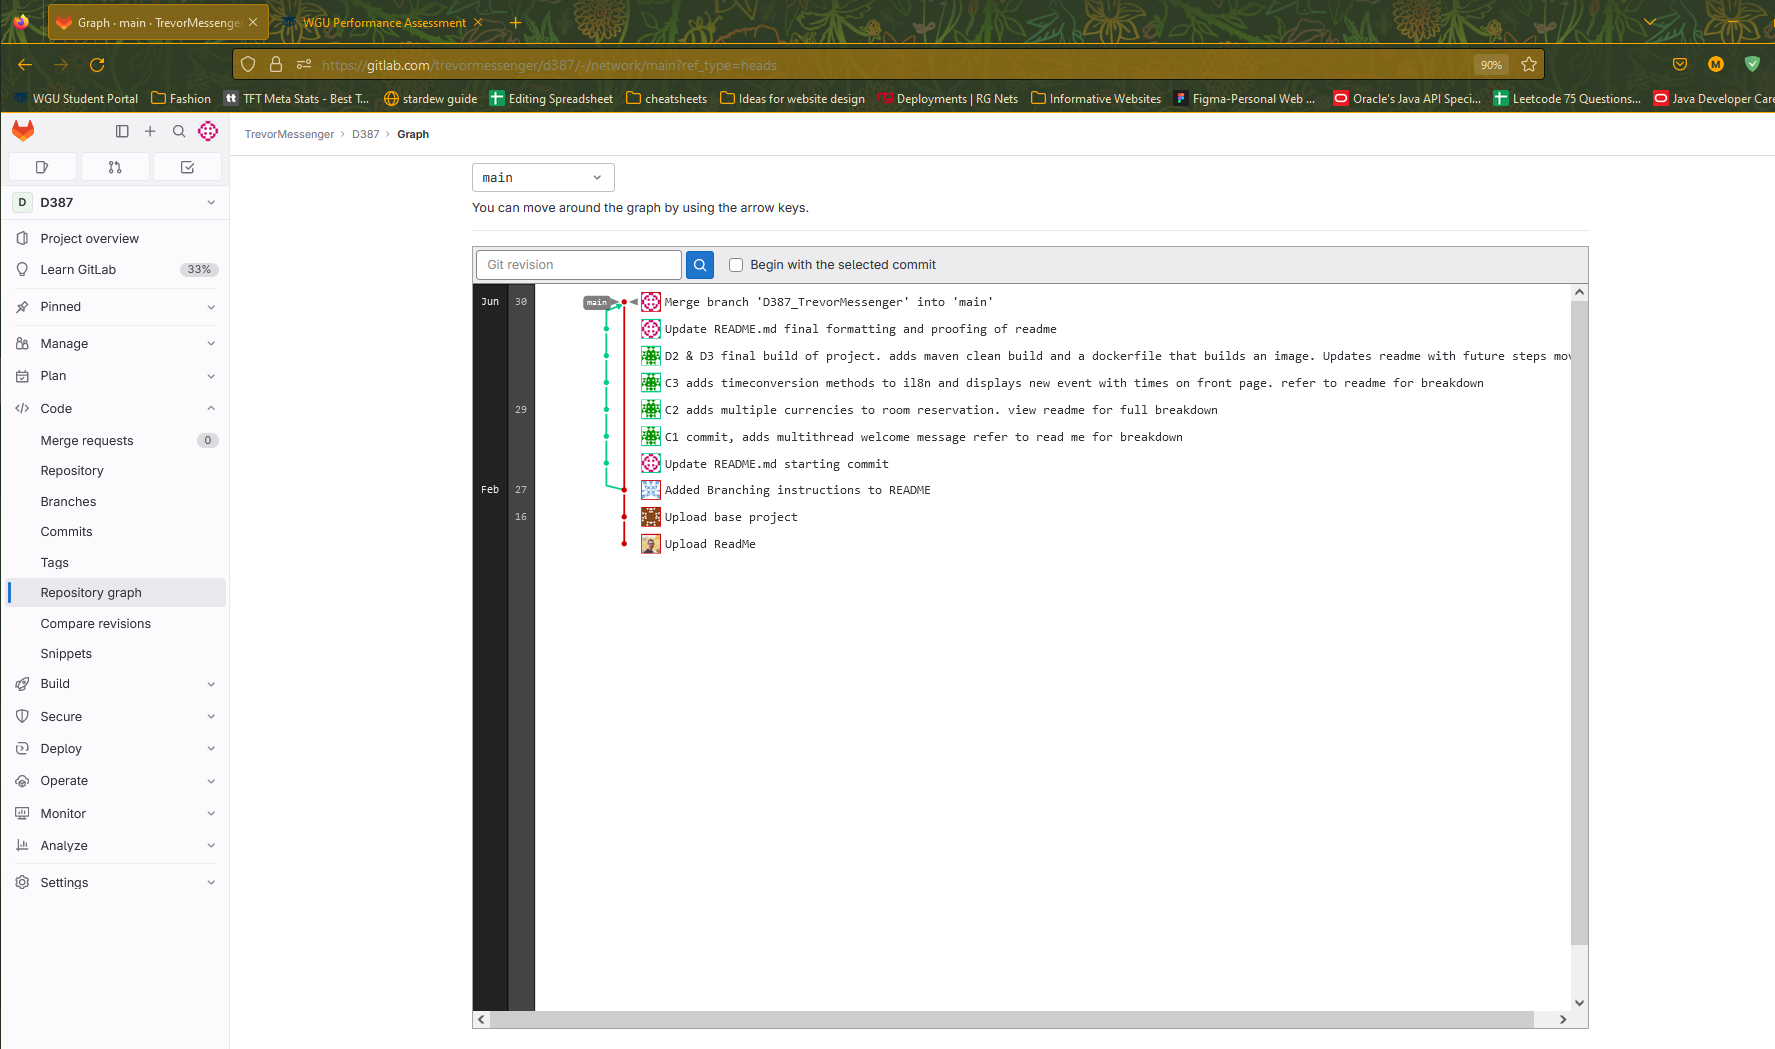 Graph · main · TrevorMessenger
WGU Performance Assessment
https://gitlab.com/trevormessenger/d387/-/network/main?ref_type=heads
90%
M
WGU Student Portal
Fashion
tt
TFT Meta Stats - Best T...
stardew guide
Editing Spreadsheet
cheatsheets
Ideas for website design
Deployments | RG Nets
Informative Websites
Figma-Personal Web ...
Oracle's Java API Speci...
Leetcode 75 Questions...
Java Developer Care
TrevorMessenger › D387 › Graph
D
D387
Project overview
Learn GitLab
33%
Pinned
Manage
Plan
Code
Merge requests
0
Repository
Branches
Commits
Tags
Repository graph
Compare revisions
Snippets
Build
Secure
Deploy
Operate
Monitor
Analyze
Settings
main
You can move around the graph by using the arrow keys.
Git revision
Begin with the selected commit
Jun 30 main Merge branch 'D387_TrevorMessenger' into 'main'
Update README.md final formatting and proofing of readme
D2 & D3 final build of project. adds maven clean build and a dockerfile that builds an image. Updates readme with future steps mov
C3 adds timeconversion methods to il8n and displays new event with times on front page. refer to readme for breakdown
29 C2 adds multiple currencies to room reservation. view readme for full breakdown
C1 commit, adds multithread welcome message refer to read me for breakdown
Update README.md starting commit
Feb 27 Added Branching instructions to README
16 Upload base project
Upload ReadMe